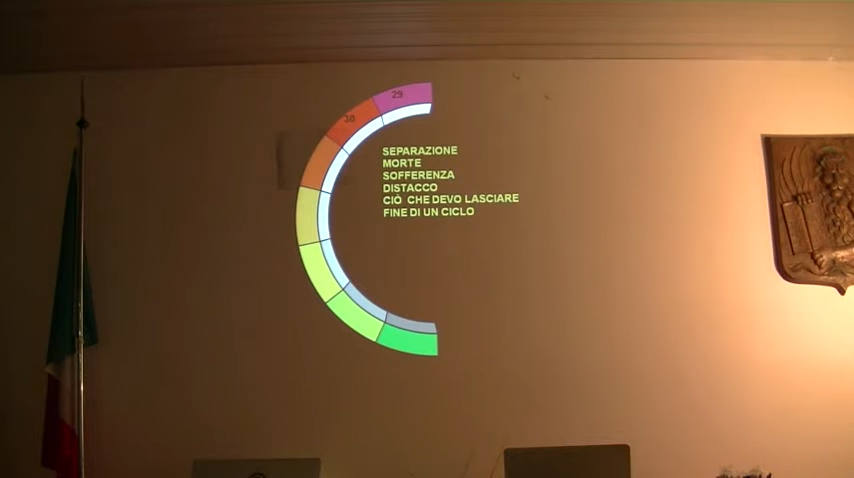 29
30
SEPARAZIONE
MORTE
SOFFERENZA
DISTACCO
CIÒ CHE DEVO LASCIARE
FINE DI UN CICLO